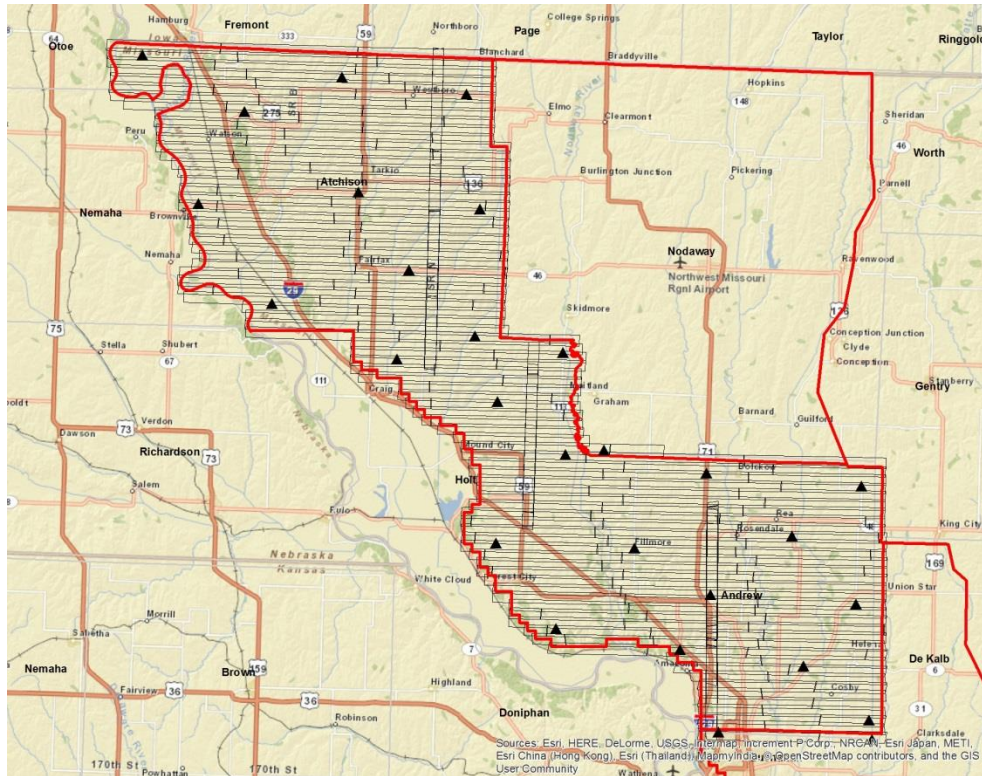 Hamburg
Fremont
Northboro
College Springs
Page
Taylor
Ringgold
64
Otoe
Iowa
Missouri
333
59
Blanchard
Braddyville
Hopkins
148
Westboro
Elmo
Clearmont
Nodaway River
Sheridan
275
SR B
Peru
Watson
46
Worth
Pickering
Tarkio
Burlington Junction
Atchison
136
Parnell
Nemaha
Brownville
Nodaway
Nemaha
Fairfax
46
Northwest Missouri
Rgnl Airport
Ravenwood
SR N
Skidmore
75
Conception Junction
Stella
Shubert
Clyde
Conception
67
111
Craig
Maitland
Graham
Gentry
Stanberry
Barnard
Guilford
Verdon
Dawson
73
Mound City
71
Richardson
73
Bolckow
Holt
59
Salem
Rea
Rosendale
King City
Fillmore
Nebraska
Kansas
White Cloud
Forest City
169
Union Star
Andrew
Morrill
Sabetha
Helena
7
De Kalb
6
Nemaha
Brown
159
Highland
Cosby
36
Fairview
36
31
Doniphan
Robinson
Clarksdale
Sources: Esri, HERE, DeLorme, USGS, Intermap, increment P Corp., NRCAN, Esri Japan, METI,
Esri China (Hong Kong), Esri (Thailand), MapmyIndia, © OpenStreetMap contributors, and the GIS
User Community
170th St
Powhattan
Wathena